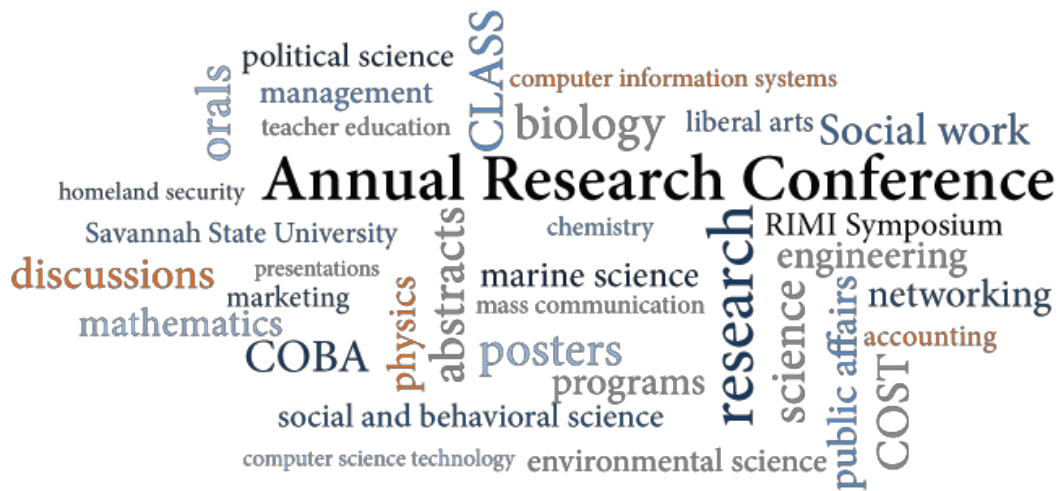 CLASS
political science
computer information systems
orals
management
teacher education
biology
liberal arts
Social work
Annual Research Conference
homeland security
Savannah State University
abstracts
chemistry
research
RIMI Symposium
engineering
discussions
presentations
marine science
marketing
physics
mass communication
science
public affairs
networking
mathematics
COBA
posters
accounting
programs
COST
social and behavioral science
computer science technology
environmental science